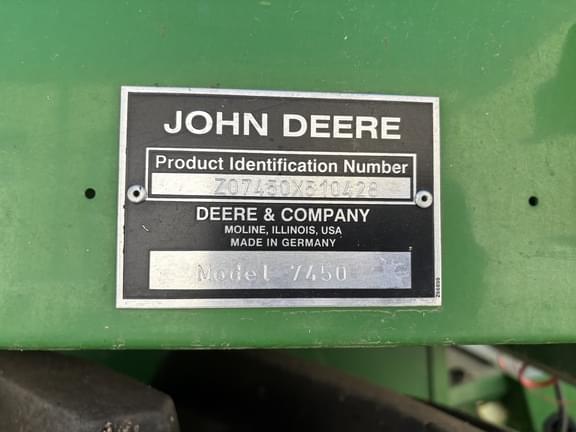 JOHN DEERE
Product Identification Number
Z07450X510428
DEERE & COMPANY
MOLINE, ILLINOIS, USA
MADE IN GERMANY
Model 7450